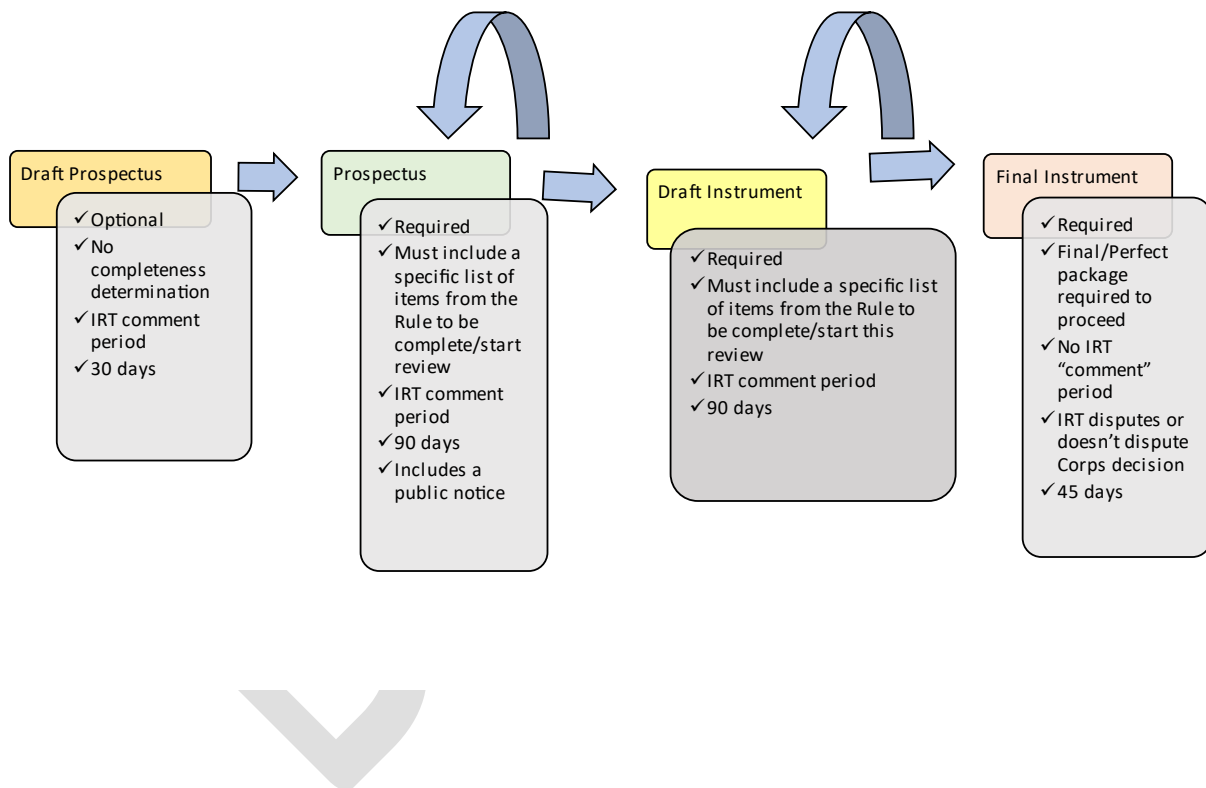 Draft Prospectus
✓Optional
✓No
completeness
determination
✓IRT comment
period
✓30 days
Prospectus
✓Required
✓Must include a
specific list of
items from the
Rule to be
complete/start
review
✓IRT comment
period
✓90 days
✓Includes a
public notice
Draft Instrument
✓Required
✓Must include a specific list
of items from the Rule to
be complete/start this
review
✓IRT comment period
✓90 days
Final Instrument
✓Required
✓Final/Perfect
package
required to
proceed
✓No IRT
“comment”
period
✓IRT disputes or
doesn’t dispute
Corps decision
✓45 days